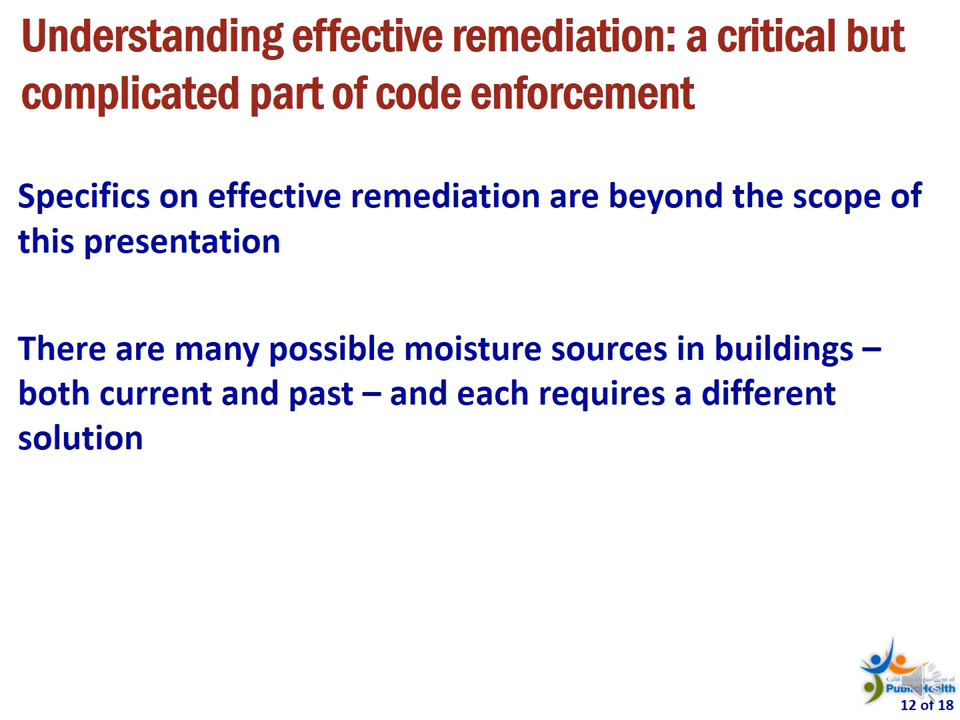 Understanding effective remediation: a critical but
complicated part of code enforcement
Specifics on effective remediation are beyond the scope of
this presentation
There are many possible moisture sources in buildings –
both current and past – and each requires a different
solution
Public Health
12 of 18